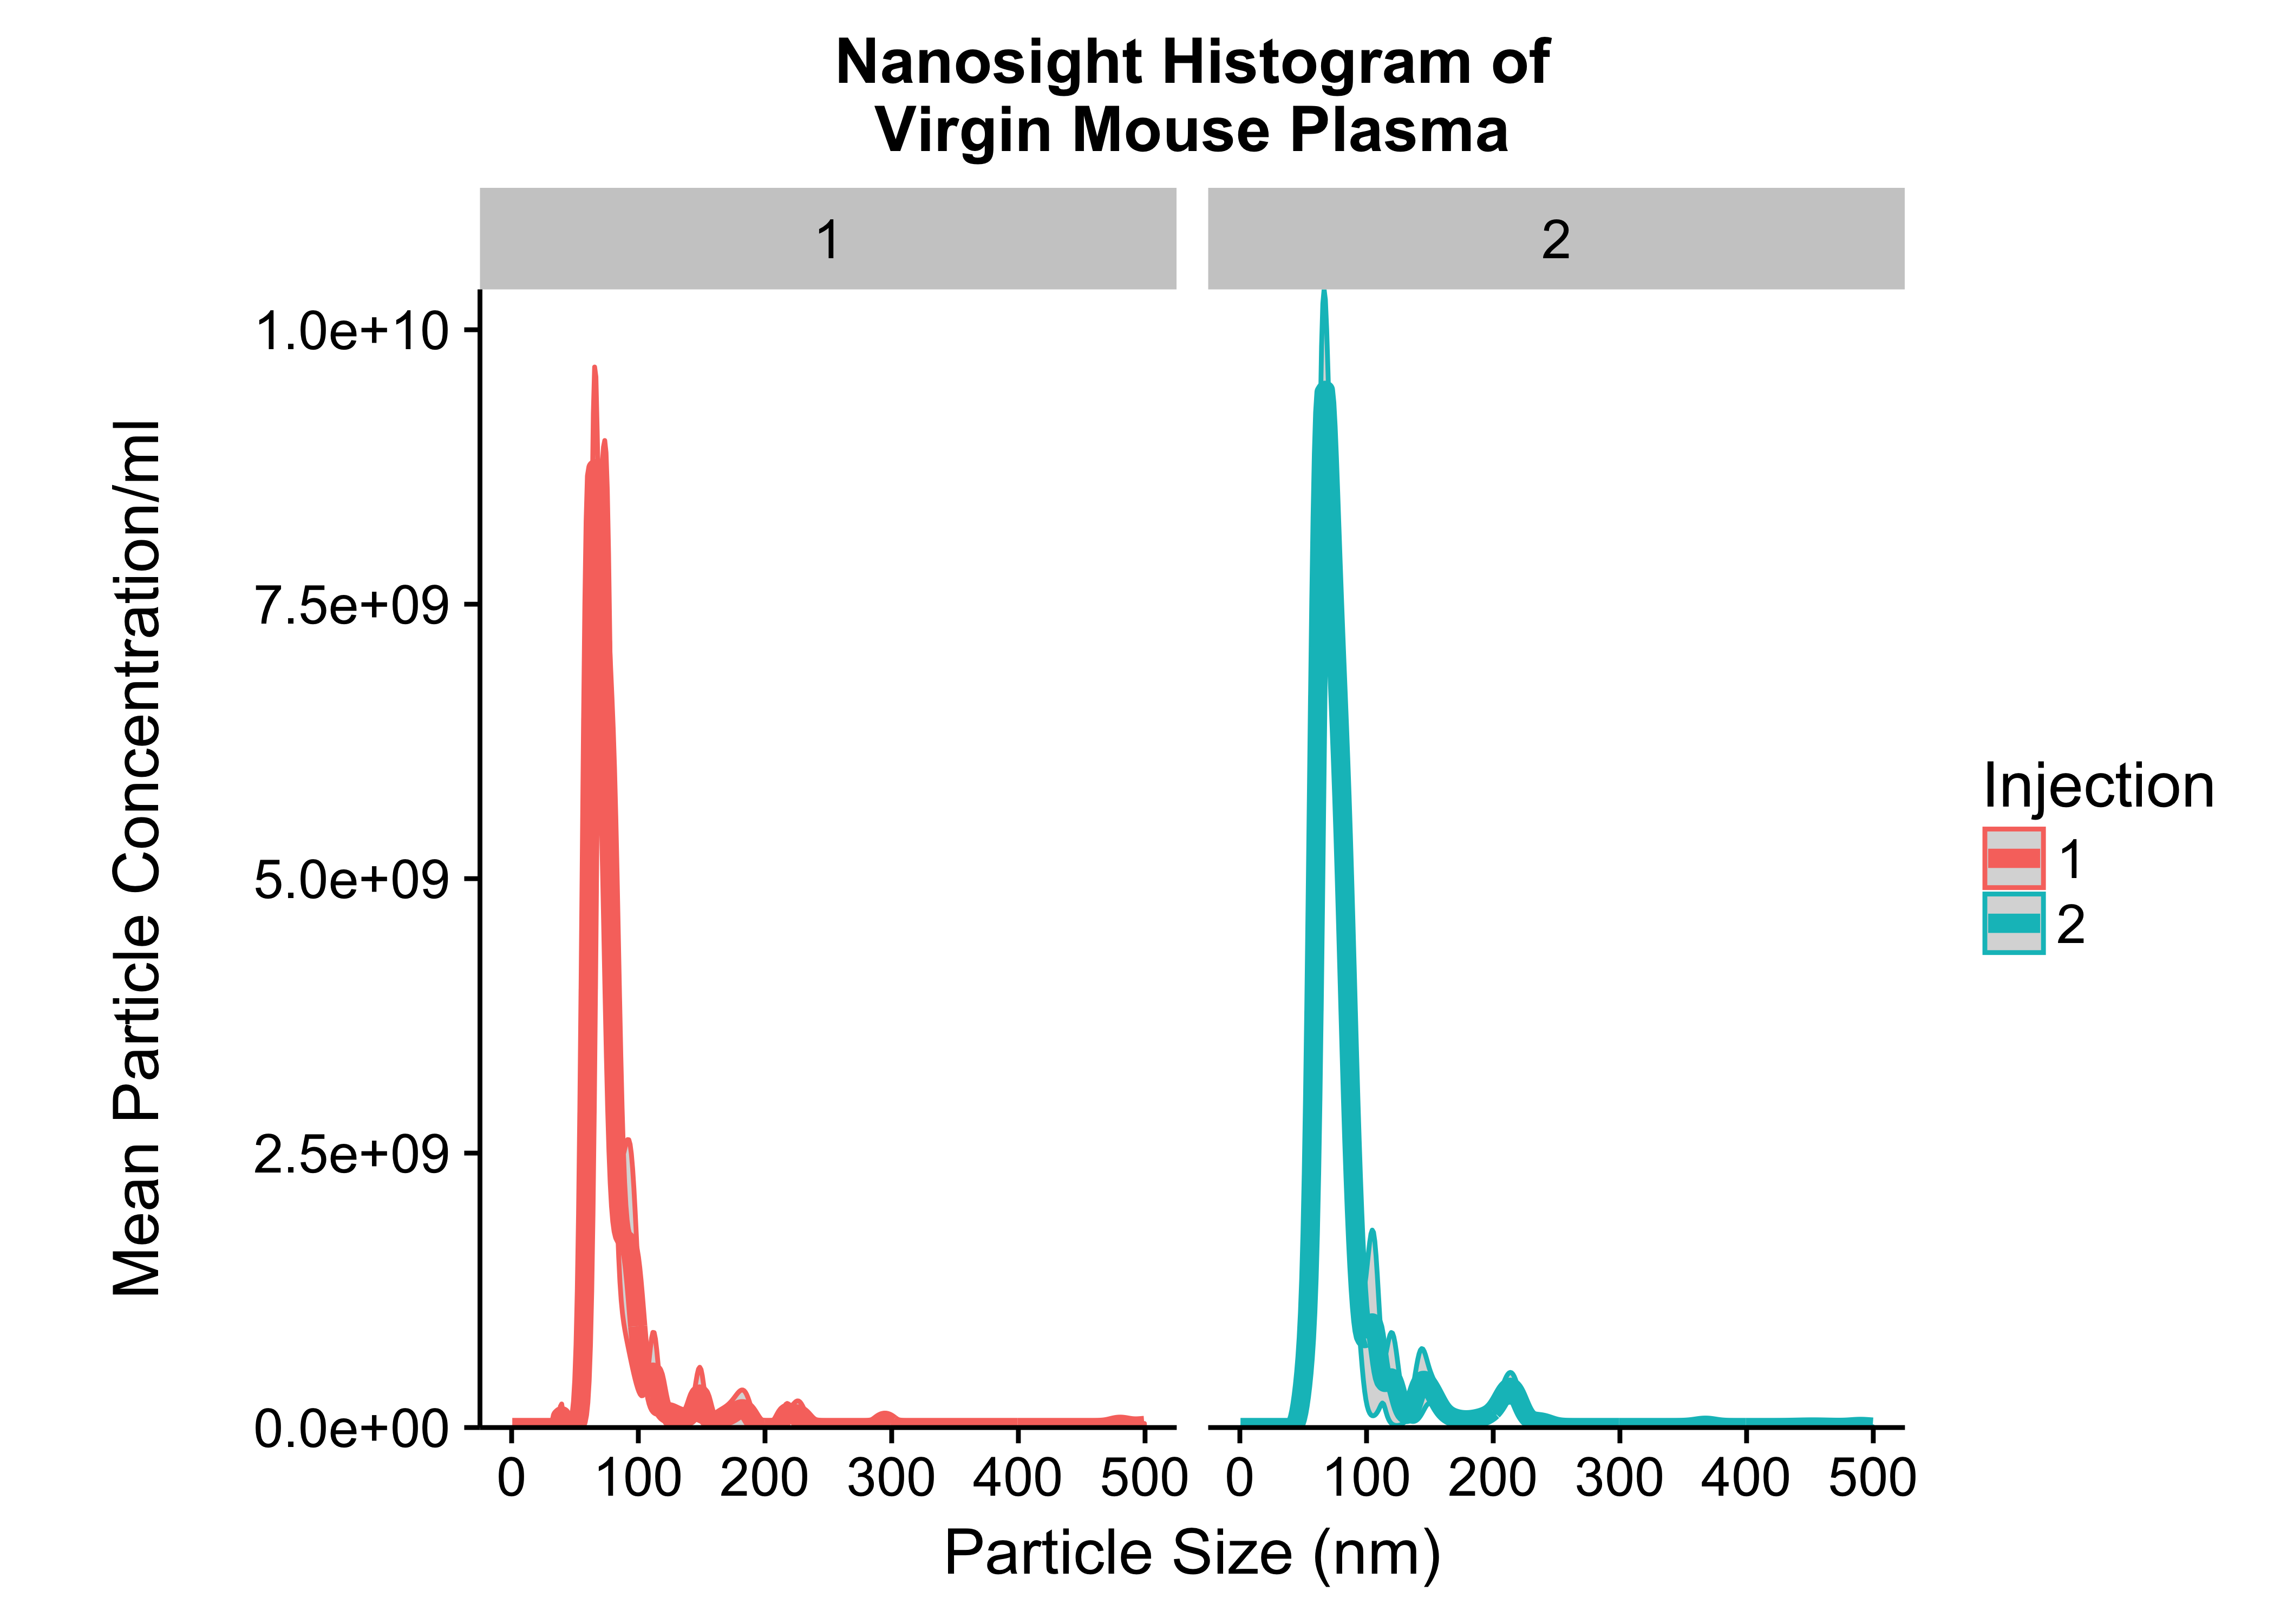 Nanosight Histogram of
Virgin Mouse Plasma
1
2
1.0e+10
7.5e+09
5.0e+09
2.5e+09
0.0e+00
Mean Particle Concentration/ml
0 100 200 300 400 500
0 100 200 300 400 500
Particle Size (nm)
Injection
1
2